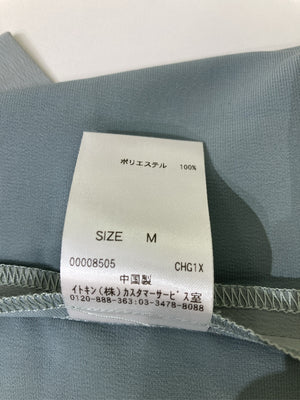 ポリエステル 100%
SIZE M
00008505 CHG1X
中国製
イトキン(株)カスタマーサービス室
0120-888-363:03-3478-8088